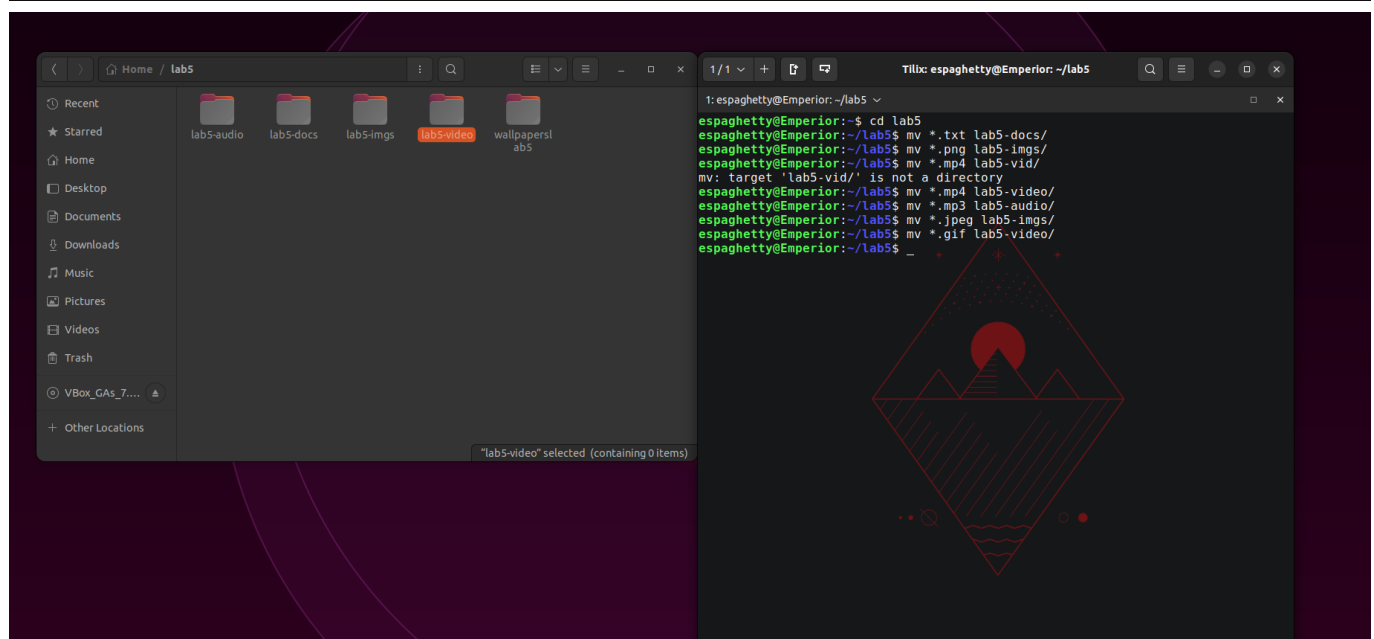 Home / lab5
Recent
Starred
Home
Desktop
Documents
Downloads
Music
Pictures
Videos
Trash
VBox_GAs_7....
+ Other Locations
lab5-audio
lab5-docs
lab5-imgs
lab5-video
wallpapersl
ab5
"lab5-video" selected (containing 0 items)
1/1
Tilix: espaghetty@Emperior: ~/lab5
1: espaghetty@Emperior: ~/lab5
espaghetty@Emperior:~$ cd lab5
espaghetty@Emperior:~/lab5$ mv *.txt lab5-docs/
espaghetty@Emperior:~/lab5$ mv *.png lab5-imgs/
espaghetty@Emperior:~/lab5$ mv *.mp4 lab5-vid/
mv: target 'lab5-vid/' is not a directory
espaghetty@Emperior:~/lab5$ mv *.mp4 lab5-video/
espaghetty@Emperior:~/lab5$ mv *.mp3 lab5-audio/
espaghetty@Emperior:~/lab5$ mv *.jpeg lab5-imgs/
espaghetty@Emperior:~/lab5$ mv *.gif lab5-video/
espaghetty@Emperior:~/lab5$ _